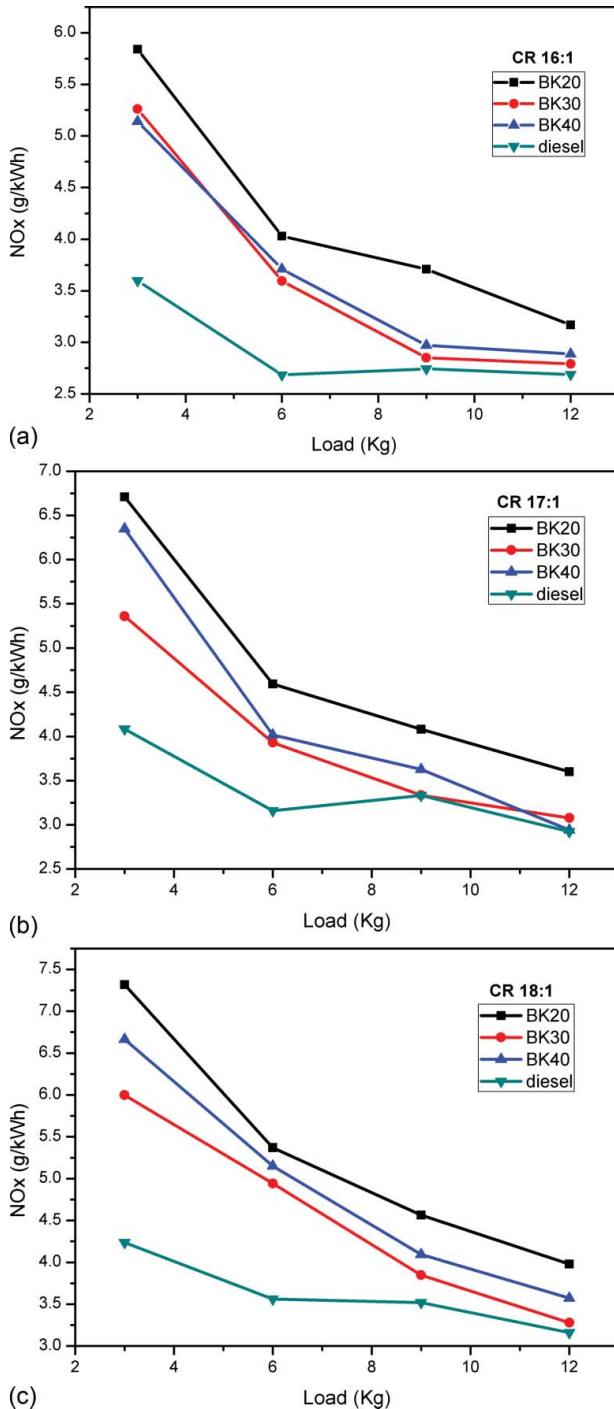 CR 16:1
BK20
BK30
BK40
diesel
6.0
5.5
5.0
4.5
4.0
3.5
3.0
2.5
NOx (g/kWh)
2 4 6 8 10 12
Load (Kg)
(a)
CR 17:1
BK20
BK30
BK40
diesel
7.0
6.5
6.0
5.5
5.0
4.5
4.0
3.5
3.0
2.5
NOx (g/kWh)
2 4 6 8 10 12
Load (Kg)
(b)
CR 18:1
BK20
BK30
BK40
diesel
7.5
7.0
6.5
6.0
5.5
5.0
4.5
4.0
3.5
3.0
NOx (g/kWh)
2 4 6 8 10 12
Load (Kg)
(c)